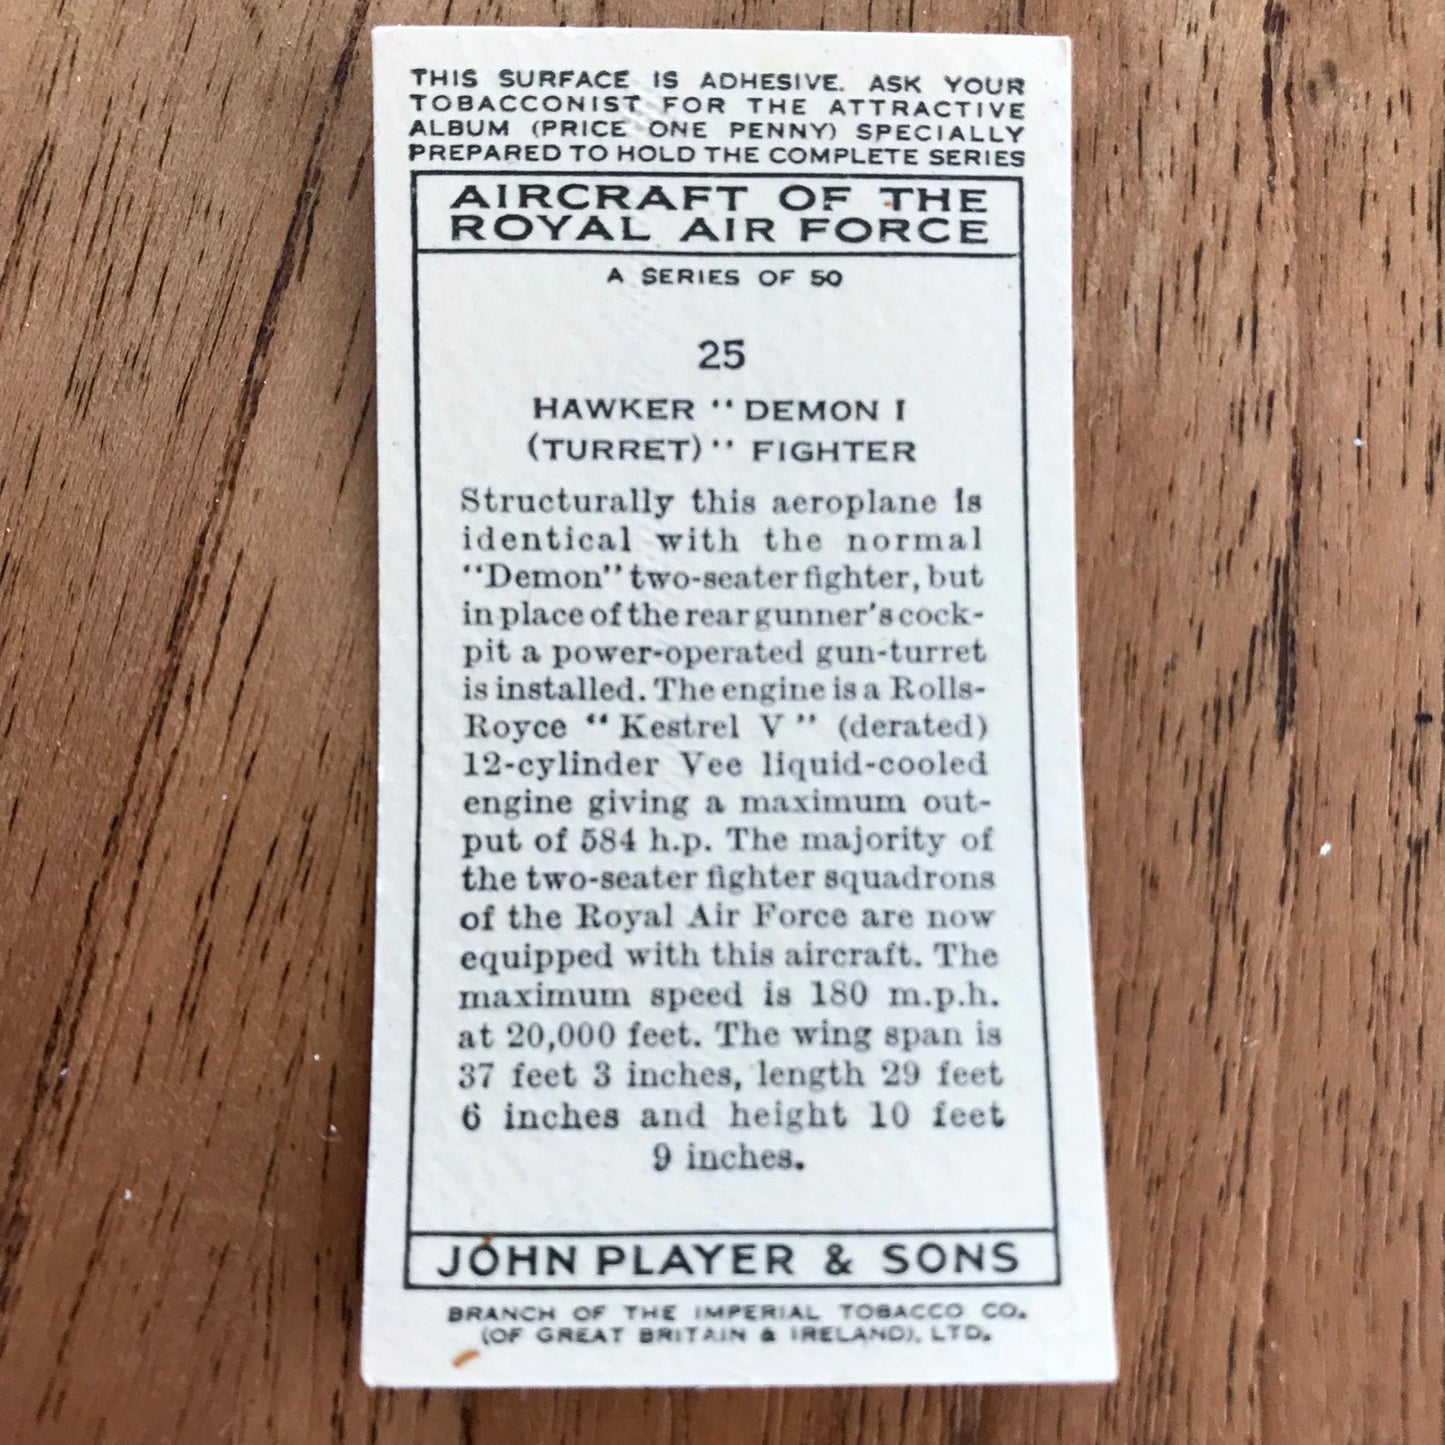 THIS SURFACE IS ADHESIVE. ASK YOUR
TOBACCONIST FOR THE ATTRACTIVE
ALBUM (PRICE ONE PENNY) SPECIALLY
PREPARED TO HOLD THE COMPLETE SERIES
AIRCRAFT OF THE
ROYAL AIR FORCE
A SERIES OF 50
25
HAWKER "DEMON I
(TURRET)" FIGHTER
Structurally this aeroplane is
identical with the normal
"Demon" two-seater fighter, but
in place of the rear gunner's cock-
pit a power-operated gun-turret
is installed. The engine is a Rolls-
Royce "Kestrel V" (derated)
12-cylinder Vee liquid-cooled
engine giving a maximum out-
put of 584 h.p. The majority of
the two-seater fighter squadrons
of the Royal Air Force are now
equipped with this aircraft. The
maximum speed is 180 m.p.h.
at 20,000 feet. The wing span is
37 feet 3 inches, length 29 feet
6 inches and height 10 feet
9 inches.
JOHN PLAYER & SONS
BRANCH OF THE IMPERIAL TOBACCO CO.
(OF GREAT BRITAIN & IRELAND), LTD.